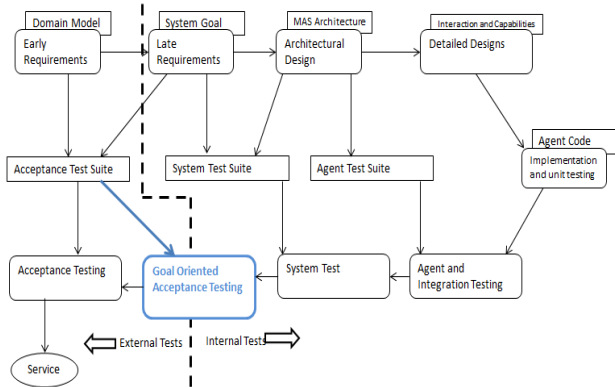 Domain Model
System Goal
MAS Architecture
Interaction and Capabilities
Early
Requirements
Late
Requirements
Architectural
Design
Detailed Designs
Agent Code
Implementation
and unit testing
Acceptance Test Suite
System Test Suite
Agent Test Suite
Acceptance Testing
Goal Oriented
Acceptance Testing
System Test
Agent and
Integration Testing
External Tests
Internal Tests
Service